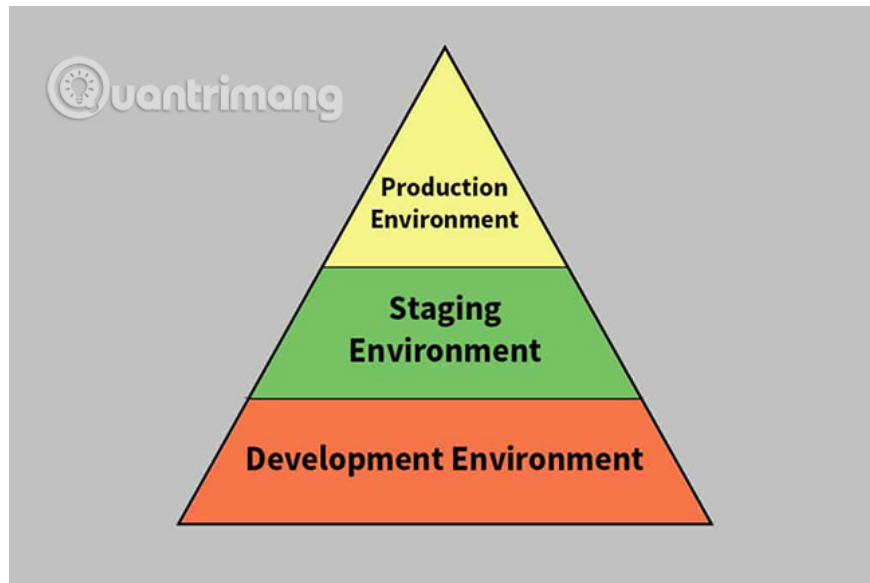 Quantrimang
Production
Environment
Staging
Environment
Development Environment